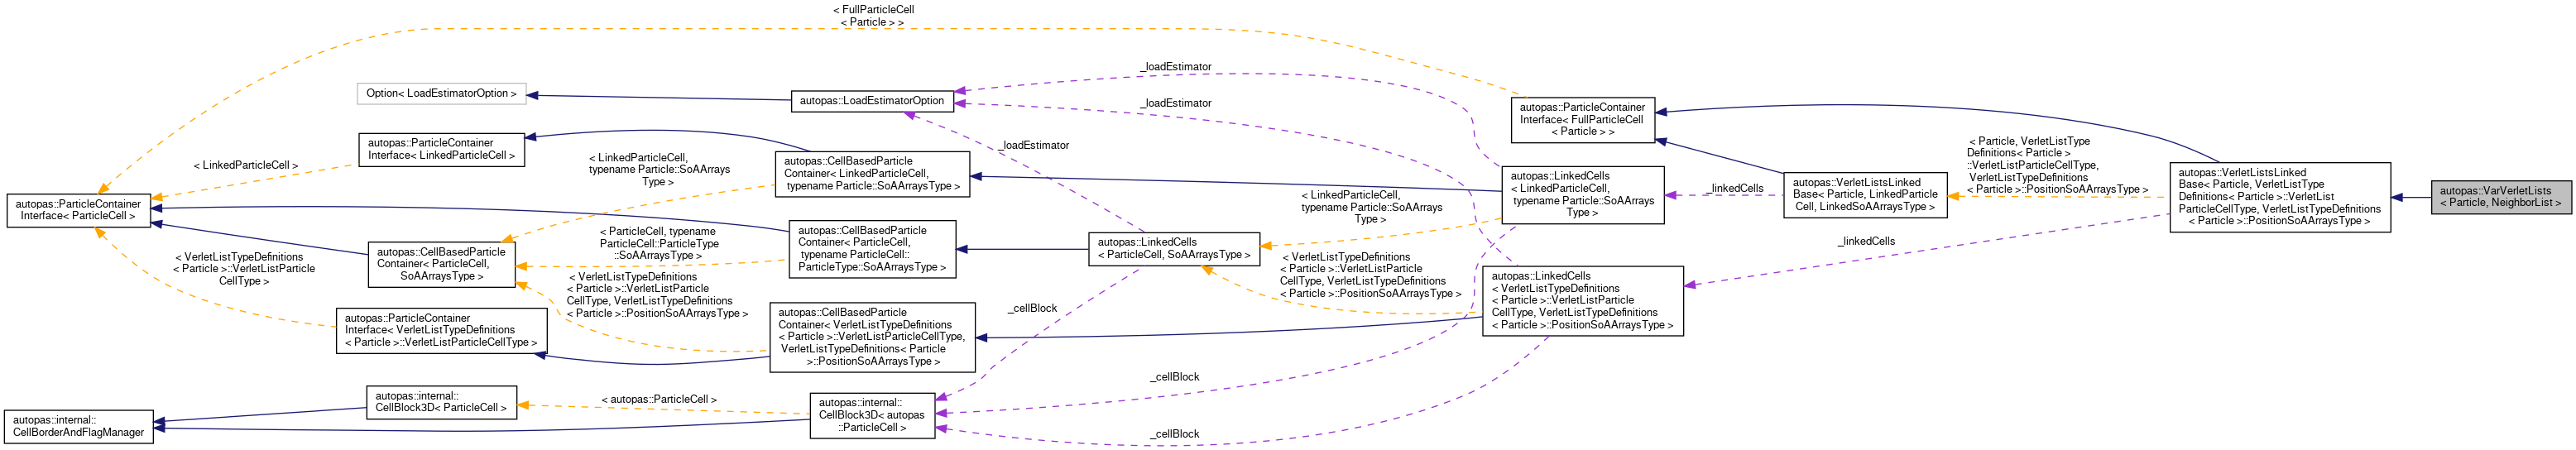 < FullParticleCell
< Particle > >
Option< LoadEstimatorOption >
autopas::LoadEstimatorOption
_loadEstimator
_loadEstimator
_loadEstimator
autopas::ParticleContainer
Interface< FullParticleCell
< Particle > >
autopas::ParticleContainer
Interface< LinkedParticleCell >
< LinkedParticleCell >
< LinkedParticleCell,
typename Particle::SoAArrays
Type >
autopas::CellBasedParticle
Container< LinkedParticleCell,
typename Particle::SoAArraysType >
autopas::ParticleContainer
Interface< ParticleCell >
autopas::CellBasedParticle
Container< ParticleCell,
SoAArraysType >
< ParticleCell, typename
ParticleCell::ParticleType
::SoAArraysType >
autopas::CellBasedParticle
Container< ParticleCell,
typename ParticleCell::
ParticleType::SoAArraysType >
autopas::LinkedCells
< ParticleCell, SoAArraysType >
< LinkedParticleCell,
typename Particle::SoAArrays
Type >
autopas::LinkedCells
< LinkedParticleCell,
typename Particle::SoAArrays
Type >
_linkedCells
autopas::VerletListsLinked
Base< Particle, LinkedParticle
Cell, LinkedSoAArraysType >
< Particle, VerletListType
Definitions< Particle >
::VerletListParticleCellType,
VerletListTypeDefinitions
< Particle >::PositionSoAArraysType >
autopas::VerletListsLinked
Base< Particle, VerletListType
Definitions< Particle >::VerletList
ParticleCellType, VerletListTypeDefinitions
< Particle >::PositionSoAArraysType >
autopas::VarVerletLists
< Particle, NeighborList >
_linkedCells
< VerletListTypeDefinitions
< Particle >::VerletListParticle
CellType >
autopas::ParticleContainer
Interface< VerletListTypeDefinitions
< Particle >::VerletListParticleCellType >
< VerletListTypeDefinitions
< Particle >::VerletListParticle
CellType, VerletListTypeDefinitions
< Particle >::PositionSoAArraysType >
autopas::CellBasedParticle
Container< VerletListTypeDefinitions
< Particle >::VerletListParticleCellType,
VerletListTypeDefinitions< Particle
>::PositionSoAArraysType >
< VerletListTypeDefinitions
< Particle >::VerletListParticle
CellType, VerletListTypeDefinitions
< Particle >::PositionSoAArraysType >
autopas::LinkedCells
< VerletListTypeDefinitions
< Particle >::VerletListParticle
CellType, VerletListTypeDefinitions
< Particle >::PositionSoAArraysType >
_cellBlock
_cellBlock
_cellBlock
autopas::internal::
CellBorderAndFlagManager
autopas::internal::
CellBlock3D< ParticleCell >
< autopas::ParticleCell >
autopas::internal::
CellBlock3D< autopas
::ParticleCell >